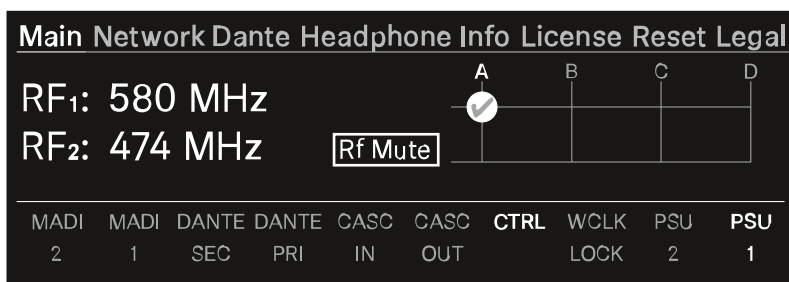 Main Network Dante Headphone Info License Reset Legal
A B C D
RF₁: 580 MHz
RF₂: 474 MHz Rf Mute
MADI MADI DANTE DANTE CASC CASC CTRL WCLK PSU PSU
2 1 SEC PRI IN OUT LOCK 2 1